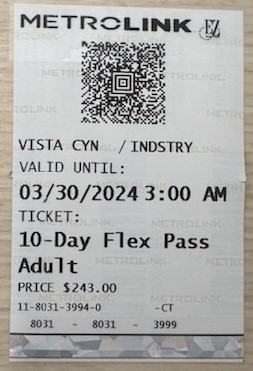 METROLINK EZ
VISTA CYN / INDSTRY
VALID UNTIL:
03/30/2024 3:00 AM
TICKET:
10-Day Flex Pass
Adult
PRICE $243.00
11-8031-3994-0 -CT
8031 - 8031 - 3999